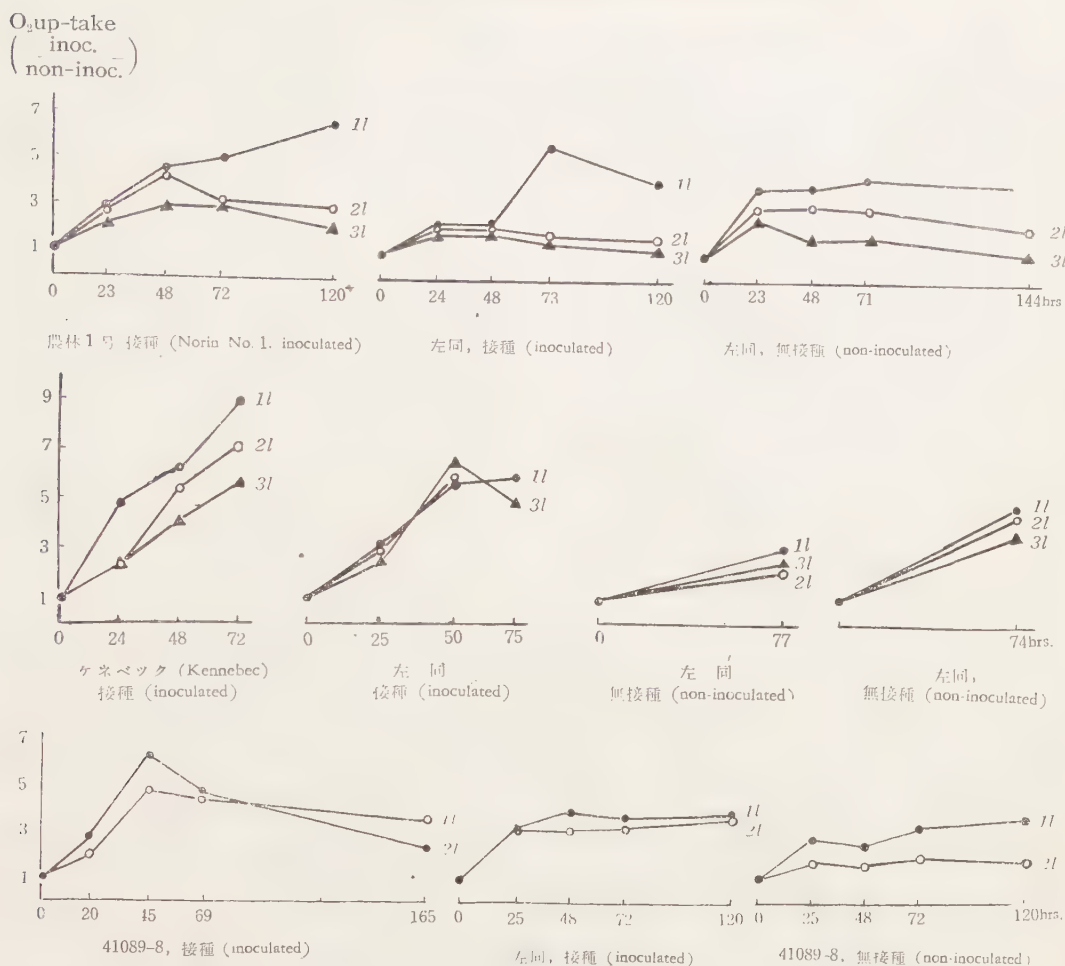 O₂up-take
( inoc.
non-inoc. )
7
5
3
1
1l
2l
3l
0 23 48 72 120
農林1号 接種 (Norin No. 1. inoculated)
1l
2l
3l
0 24 48 73 120
左同, 接種 (inoculated)
2l
3l
0 23 48 71 144hrs
左同, 無接種 (non-inoculated)
9
7
5
3
1
1l
2l
3l
0 24 48 72
ケネベック (Kennebec)
接種 (inoculated)
1l
3l
0 25 50 75
左 同
接種 (inoculated)
1l
3l
2l
0 77
左 同
無接種 (non-inoculated)
1l
2l
3l
74hrs.
左同,
無接種 (non-inoculated)
7
5
3
1
1l
2l
0 20 45 69 165
41089-8, 接種 (inoculated)
1l
2l
0 25 48 72 120
左同, 接種 (inoculated)
1l
2l
0 25 48 72 120hrs.
41089-8, 無接種 (non-inoculated)